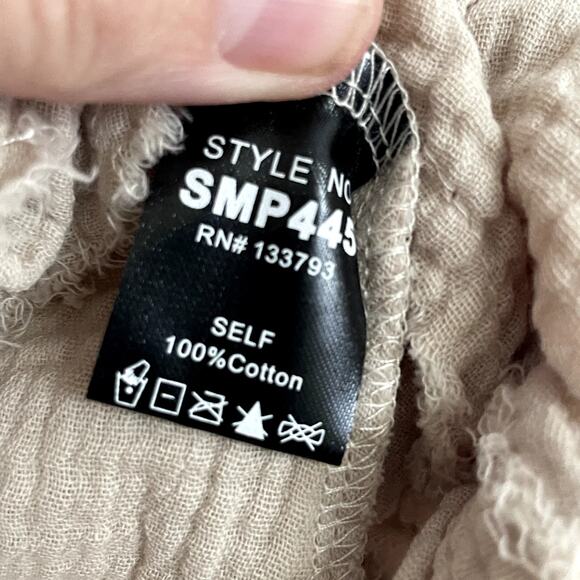 STYLE NO
SMP445
RN# 133793
SELF
100%Cotton